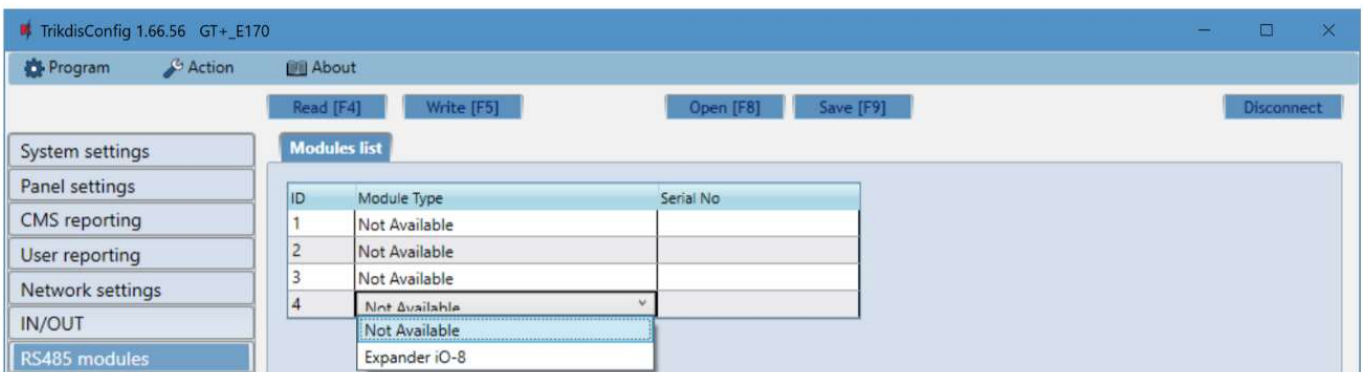 TrikdisConfig 1.66.56 GT+_E170
Program Action About
Read [F4] Write [F5] Open [F8] Save [F9] Disconnect
System settings
Panel settings
CMS reporting
User reporting
Network settings
IN/OUT
RS485 modules
Modules list
ID Module Type Serial No
1 Not Available
2 Not Available
3 Not Available
4 Not Available
Not Available
Expander iO-8